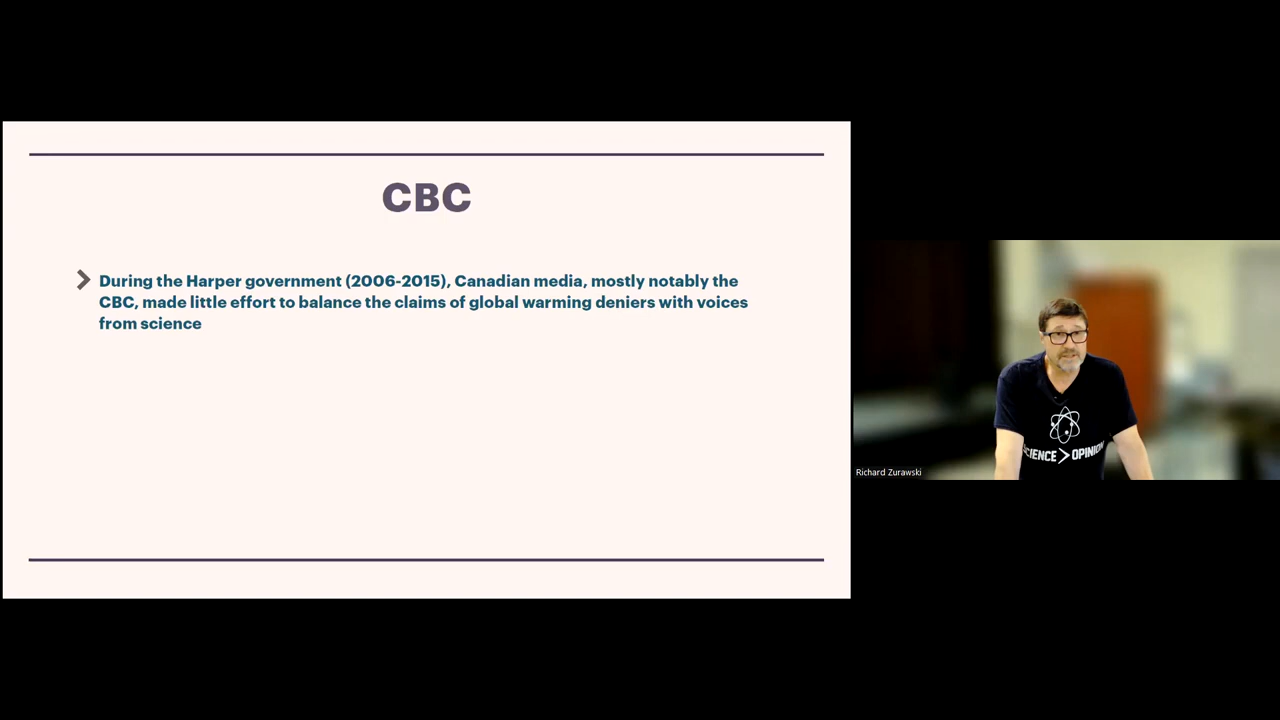 CBC
During the Harper government (2006-2015), Canadian media, mostly notably the
CBC, made little effort to balance the claims of global warming deniers with voices
from science
SCIENCE > OPINION
Richard Zurawski